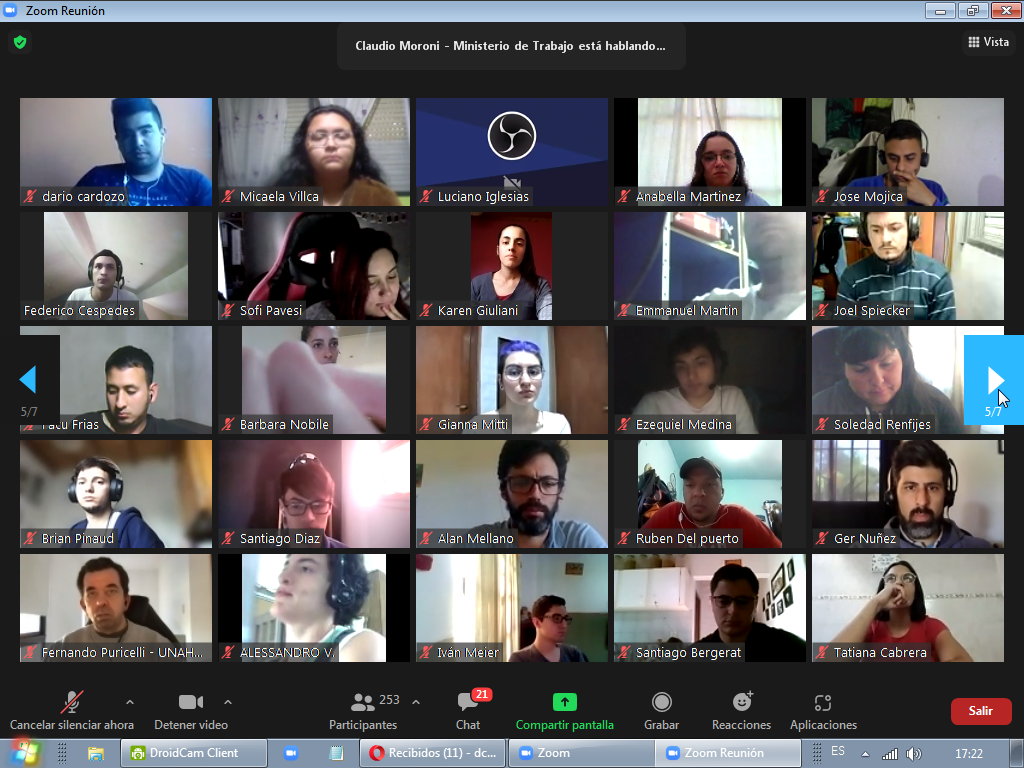 Zoom Reunión
Claudio Moroni - Ministerio de Trabajo está hablando...
Vista
dario cardozo
Micaela Villca
Luciano Iglesias
Anabella Martinez
Jose Mojica
Federico Cespedes
Sofi Pavesi
Karen Giuliani
Emmanuel Martin
Joel Spiecker
5/7
Facu Frias
Barbara Nobile
Gianna Mitti
Ezequiel Medina
Soledad Renfijes
5/7
Brian Pinaud
Santiago Diaz
Alan Mellano
Ruben Del puerto
Ger Nuñez
Fernando Puricelli - UNAH...
ALESSANDRO V.
Iván Meier
Santiago Bergerat
Tatiana Cabrera
Cancelar silenciar ahora
Detener video
253
Participantes
21
Chat
Compartir pantalla
Grabar
Reacciones
Aplicaciones
Salir
DroidCam Client
Recibidos (11) - dc...
Zoom
Zoom Reunión
ES
17:22